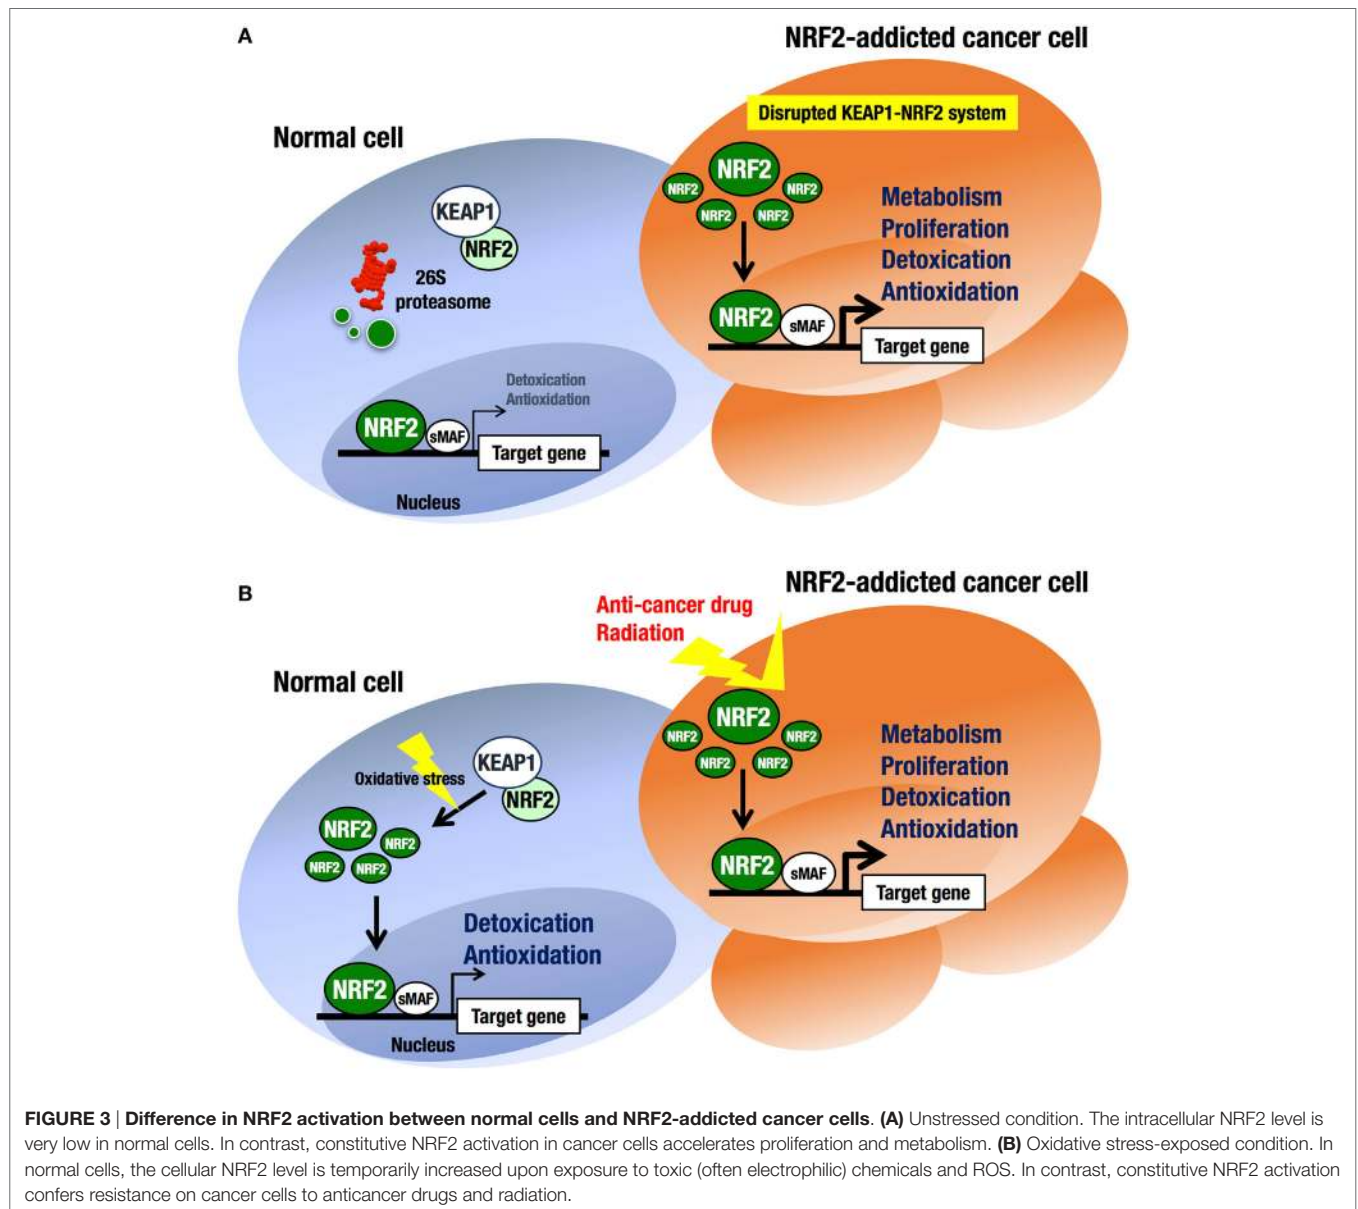 A
NRF2-addicted cancer cell
Disrupted KEAP1-NRF2 system
Normal cell
NRF2
NRF2
NRF2
NRF2
NRF2
KEAP1
NRF2
Metabolism
Proliferation
Detoxication
Antioxidation
26S
proteasome
NRF2
sMAF
Target gene
Detoxication
Antioxidation
NRF2
sMAF
Target gene
Nucleus
B
NRF2-addicted cancer cell
Anti-cancer drug
Radiation
Normal cell
NRF2
NRF2
NRF2
NRF2
NRF2
Metabolism
Proliferation
Detoxication
Antioxidation
KEAP1
NRF2
Oxidative stress
NRF2
NRF2
NRF2
NRF2
NRF2
sMAF
Target gene
Detoxication
Antioxidation
NRF2
sMAF
Target gene
Nucleus
FIGURE 3 | Difference in NRF2 activation between normal cells and NRF2-addicted cancer cells. (A) Unstressed condition. The intracellular NRF2 level is
very low in normal cells. In contrast, constitutive NRF2 activation in cancer cells accelerates proliferation and metabolism. (B) Oxidative stress-exposed condition. In
normal cells, the cellular NRF2 level is temporarily increased upon exposure to toxic (often electrophilic) chemicals and ROS. In contrast, constitutive NRF2 activation
confers resistance on cancer cells to anticancer drugs and radiation.